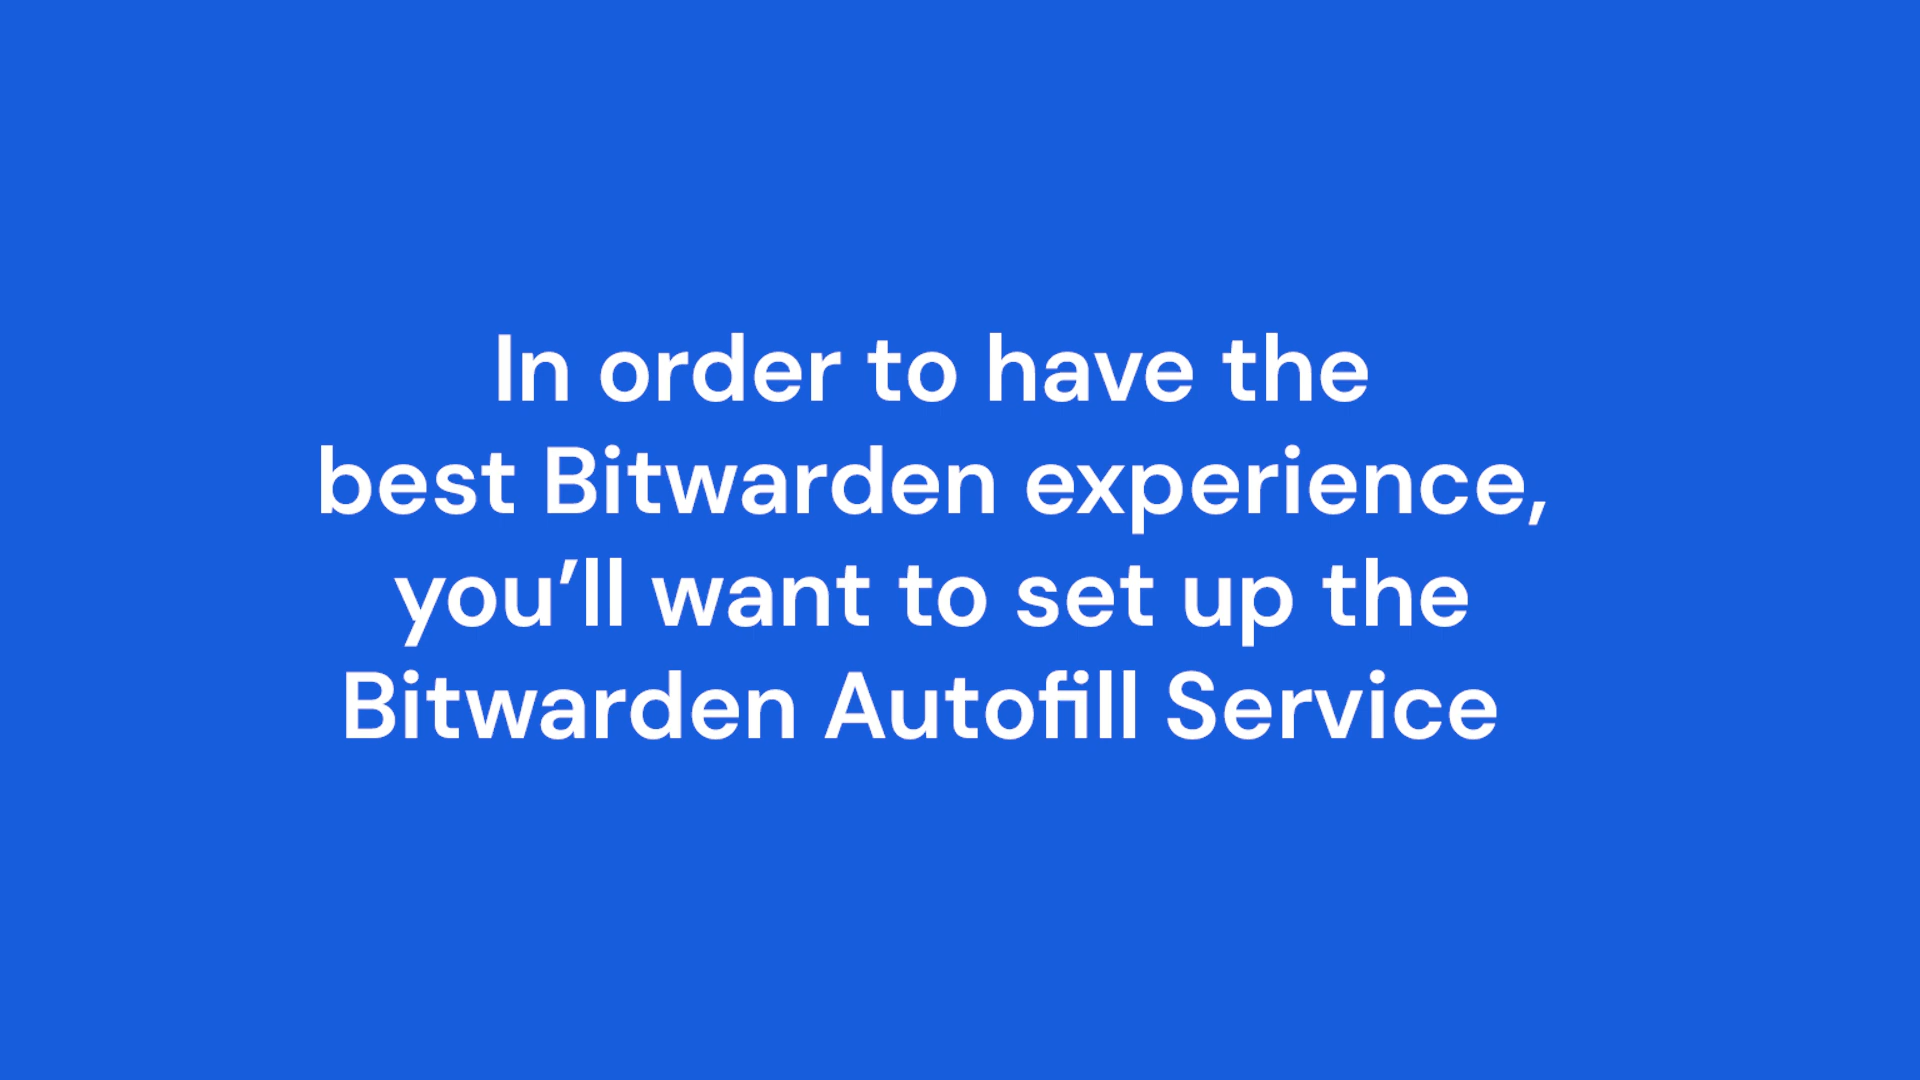 In order to have the
best Bitwarden experience,
you’ll want to set up the
Bitwarden Autofill Service